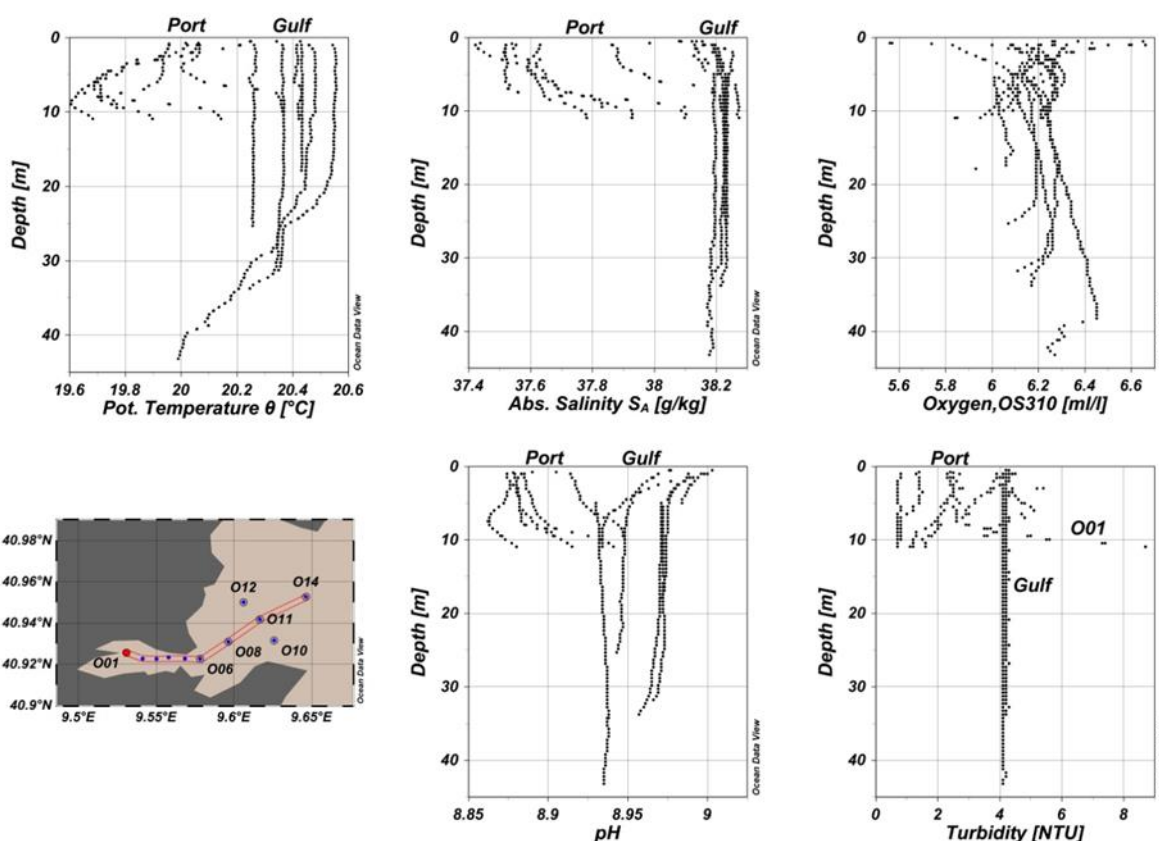 Port Gulf
0
10
20
30
40
Depth [m]
19.6 19.8 20 20.2 20.4 20.6
Pot. Temperature θ [°C]
Ocean Data View
Port Gulf
0
10
20
30
40
Depth [m]
37.4 37.6 37.8 38 38.2
Abs. Salinity S_A [g/kg]
Ocean Data View
0
10
20
30
40
Depth [m]
5.6 5.8 6 6.2 6.4 6.6
Oxygen,OS310 [ml/l]
40.98°N
40.96°N
40.94°N
40.92°N
40.9°N
O12 O14
O11
O01 O08 O10
O06
9.5°E 9.55°E 9.6°E 9.65°E
Ocean Data View
Port Gulf
0
10
20
30
40
Depth [m]
8.85 8.9 8.95 9
pH
Ocean Data View
Port
0
10
20
30
40
Depth [m]
O01
Gulf
0 2 4 6 8
Turbidity [NTU]